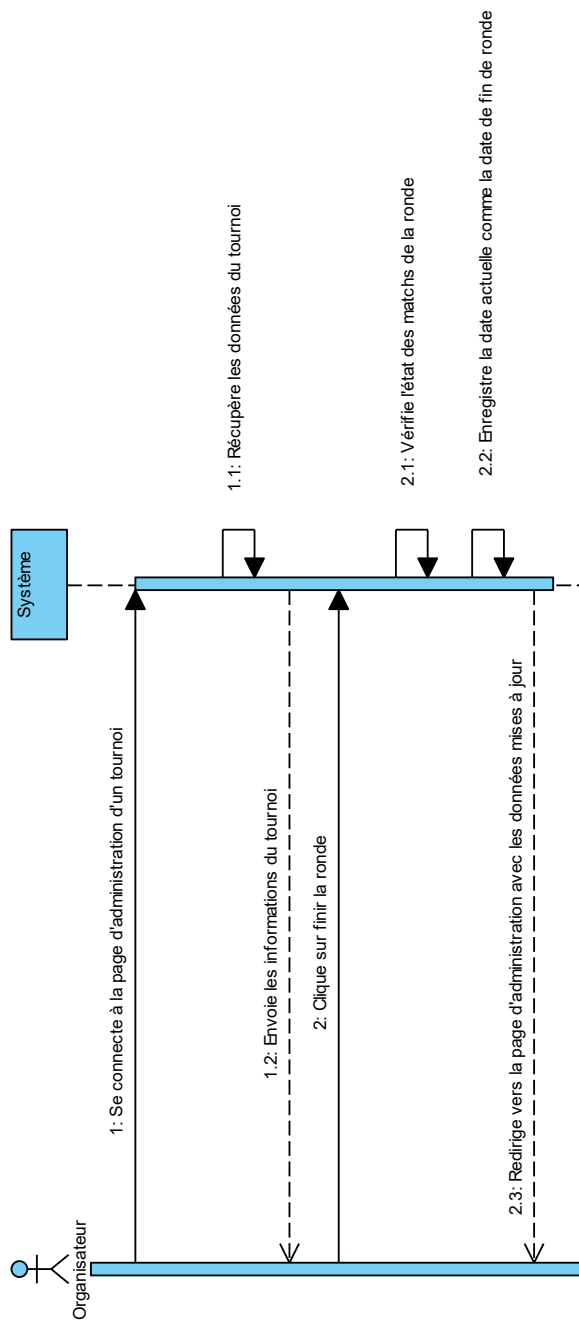 Organisateur
Système
1: Se connecte à la page d'administration d'un tournoi
1.1: Récupère les données du tournoi
1.2: Envoie les informations du tournoi
2: Clique sur finir la ronde
2.1: Vérifie l'état des matchs de la ronde
2.2: Enregistre la date actuelle comme la date de fin de ronde
2.3: Redirige vers la page d'administration avec les données mises à jour